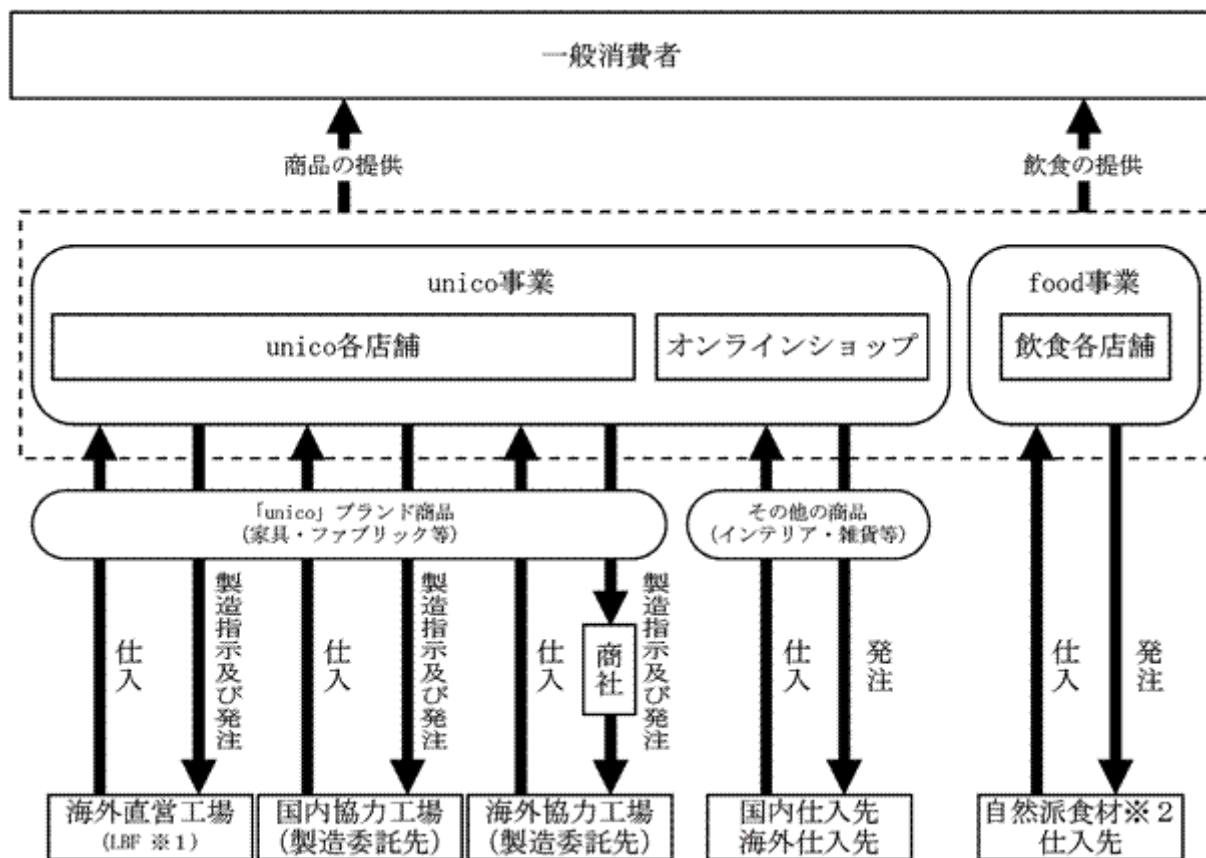 一般消費者
商品の提供
飲食の提供
unico事業
food事業
unico各店舗
オンラインショップ
飲食各店舗
「unico」ブランド商品
(家具・ファブリック等)
その他の商品
(インテリア・雑貨等)
仕入
製造指示及び発注
仕入
製造指示及び発注
仕入
商社
製造指示及び発注
仕入
発注
仕入
発注
海外直営工場
(LBF ※1)
国内協力工場
(製造委託先)
海外協力工場
(製造委託先)
国内仕入先
海外仕入先
自然派食材※2
仕入先